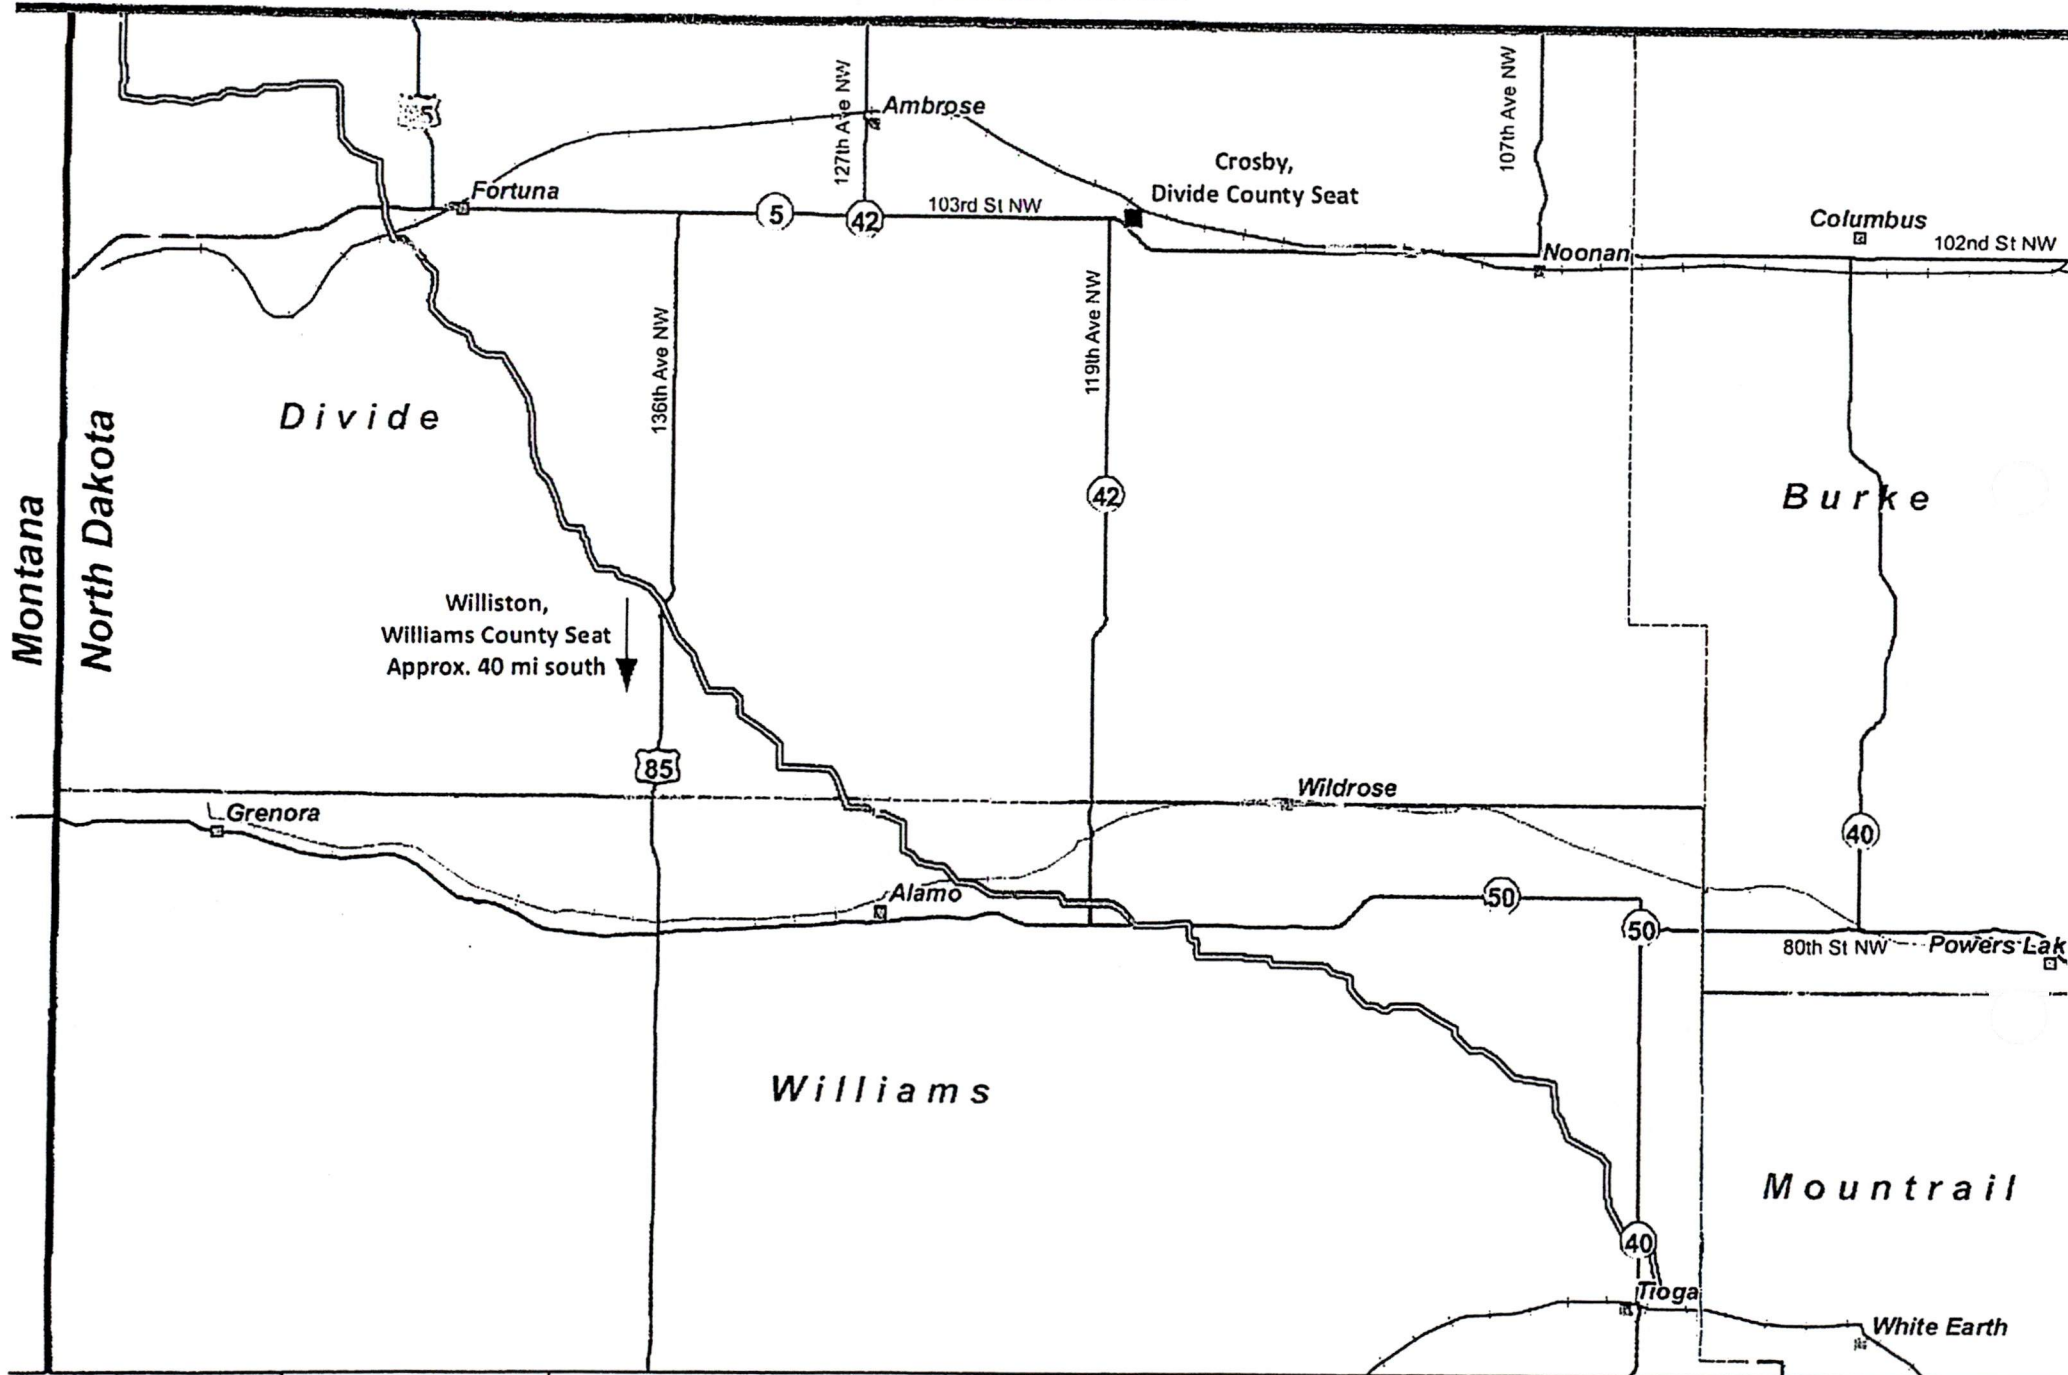 127th Ave NW
107th Ave NW
Ambrose
Crosby,
Divide County Seat
Fortuna
5
42
103rd St NW
Columbus
102nd St NW
Noonan
136th Ave NW
119th Ave NW
Divide
Montana
North Dakota
42
Burke
Williston,
Williams County Seat
Approx. 40 mi south
85
Wildrose
Grenora
40
Alamo
50
50
80th St NW
Powers Lak
Williams
Mountrail
40
Tioga
White Earth